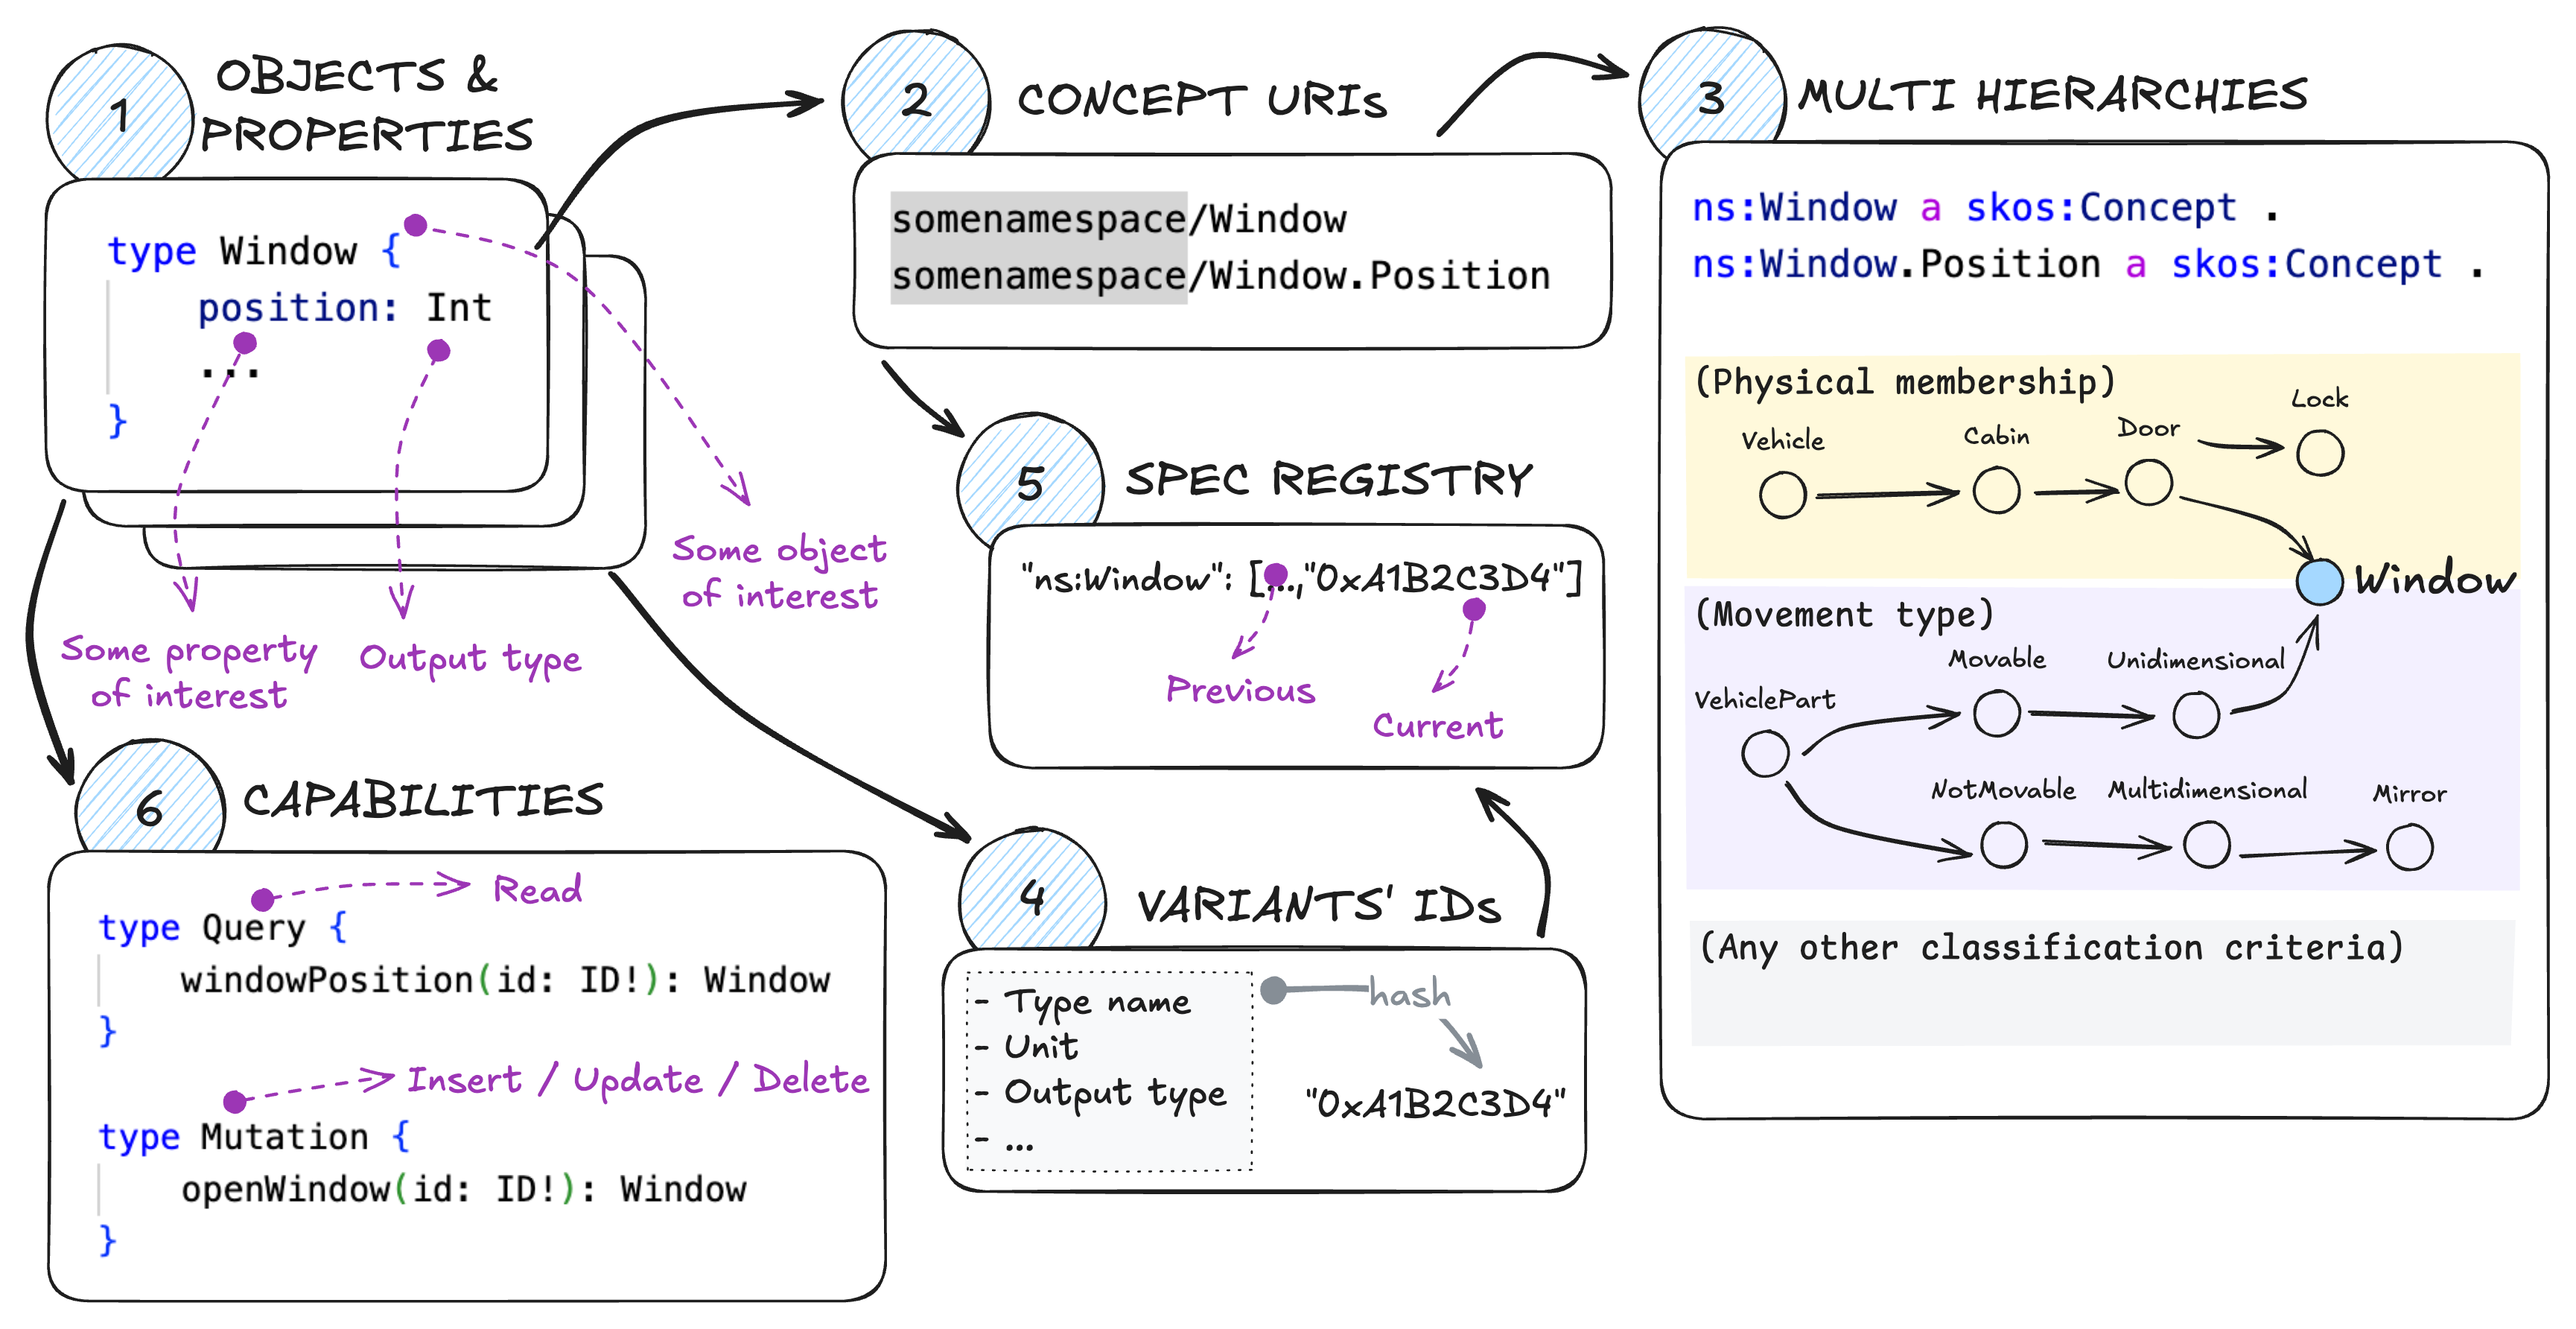 1
OBJECTS &
PROPERTIES
type Window {
position: Int
...
}
Some property
of interest
Output type
Some object
of interest
2
CONCEPT URIs
somenamespace/Window
somenamespace/Window.Position
3
MULTI HIERARCHIES
ns:Window a skos:Concept .
ns:Window.Position a skos:Concept .
(Physical membership)
Vehicle
Cabin
Door
Lock
Window
(Movement type)
VehiclePart
Movable
Unidimensional
NotMovable
Multidimensional
Mirror
(Any other classification criteria)
5
SPEC REGISTRY
"ns:Window": [...,"0xA1B2C3D4"]
Previous
Current
4
VARIANTS' IDs
- Type name
- Unit
- Output type
- ...
hash
"0xA1B2C3D4"
6
CAPABILITIES
Read
type Query {
windowPosition(id: ID!): Window
}
Insert / Update / Delete
type Mutation {
openWindow(id: ID!): Window
}